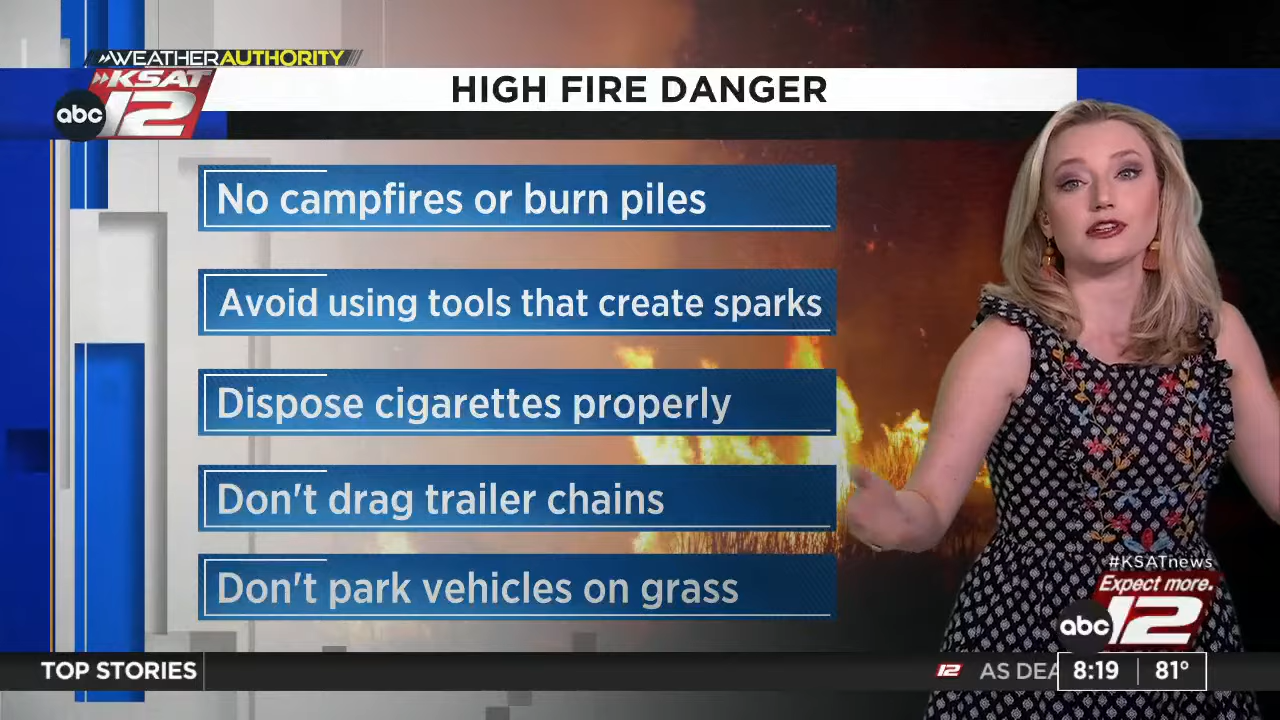 WEATHERAUTHORITY
KSAT
abc 12
HIGH FIRE DANGER
No campfires or burn piles
Avoid using tools that create sparks
Dispose cigarettes properly
Don't drag trailer chains
Don't park vehicles on grass
#KSATnews
Expect more.
abc 12
TOP STORIES
12 AS DEA
8:19 81°